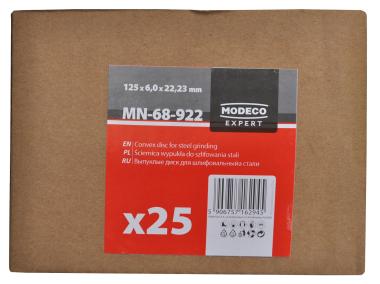 125 x 6,0 x 22,23 mm
MN-68-922
MODECO
EXPERT
EN Convex disc for steel grinding
PL Ściernica wypukła do szlifowania stali
RU Выпуклые диск для шлифовальныйа стали
x25
5 906757 162945